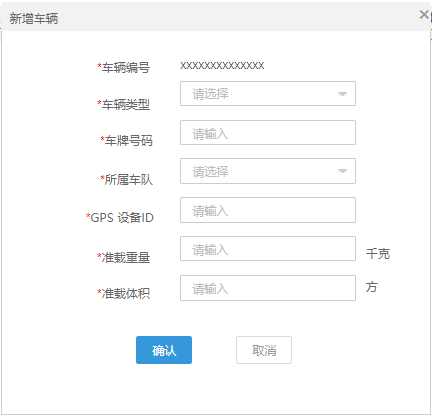 新增车辆
*车辆编号 XXXXXXXXXXXXXX
*车辆类型 请选择
*车牌号码 请输入
*所属车队 请选择
*GPS 设备ID 请输入
*准载重量 请输入 千克
*准载体积 请输入 方
确认 取消